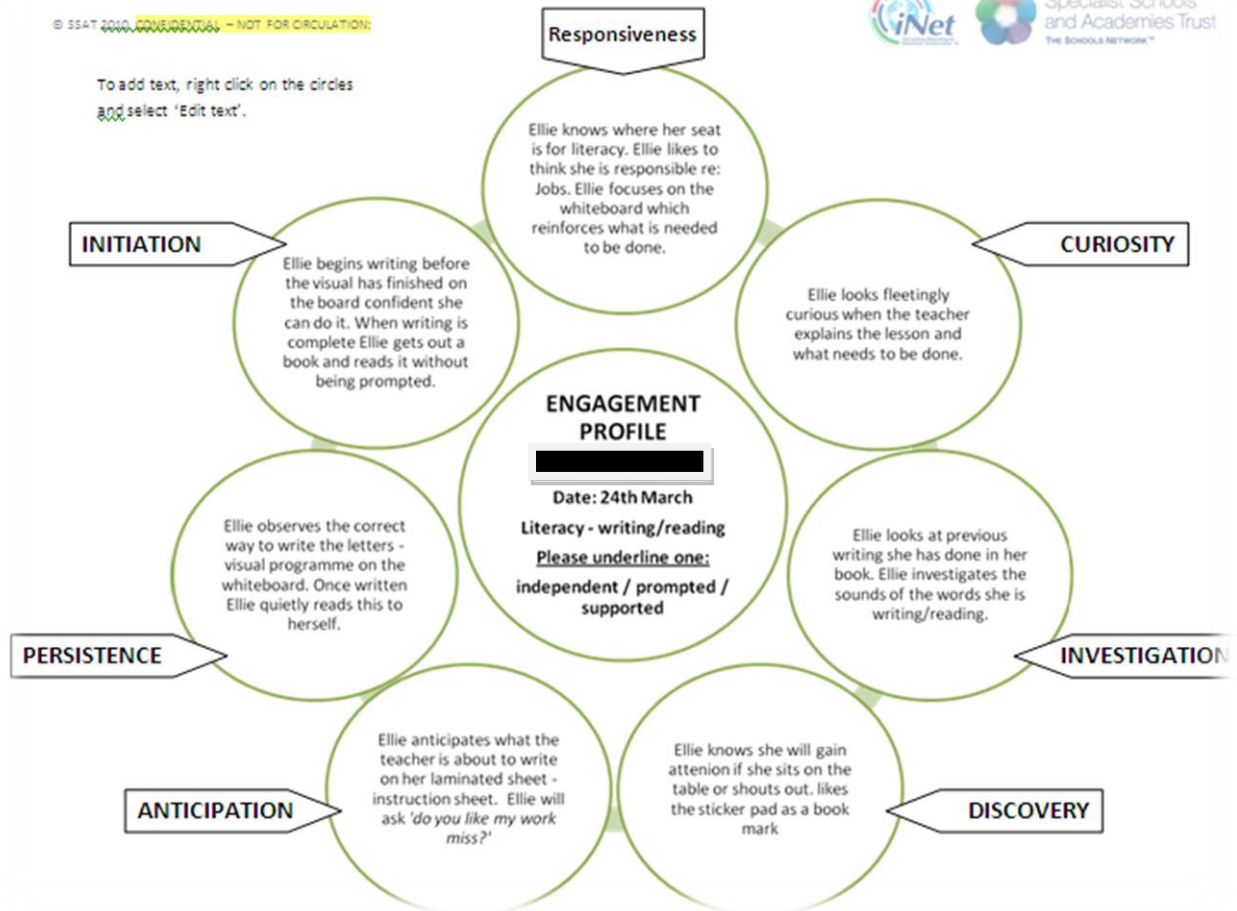 © SSAT 2010. CONFIDENTIAL – NOT FOR CIRCULATION:
To add text, right click on the circles
and select 'Edit text'.
iNet
Specialist Schools
and Academies Trust
THE SCHOOLS NETWORK™
Responsiveness
Ellie knows where her seat
is for literacy. Ellie likes to
think she is responsible re:
Jobs. Ellie focuses on the
whiteboard which
reinforces what is needed
to be done.
CURIOSITY
Ellie looks fleetingly
curious when the teacher
explains the lesson and
what needs to be done.
INVESTIGATION
Ellie looks at previous
writing she has done in her
book. Ellie investigates the
sounds of the words she is
writing/reading.
DISCOVERY
Ellie knows she will gain
attenion if she sits on the
table or shouts out. likes
the sticker pad as a book
mark
ANTICIPATION
Ellie anticipates what the
teacher is about to write
on her laminated sheet -
instruction sheet. Ellie will
ask 'do you like my work
miss?'
PERSISTENCE
Ellie observes the correct
way to write the letters -
visual programme on the
whiteboard. Once written
Ellie quietly reads this to
herself.
INITIATION
Ellie begins writing before
the visual has finished on
the board confident she
can do it. When writing is
complete Ellie gets out a
book and reads it without
being prompted.
ENGAGEMENT
PROFILE
Date: 24th March
Literacy - writing/reading
Please underline one:
independent / prompted /
supported